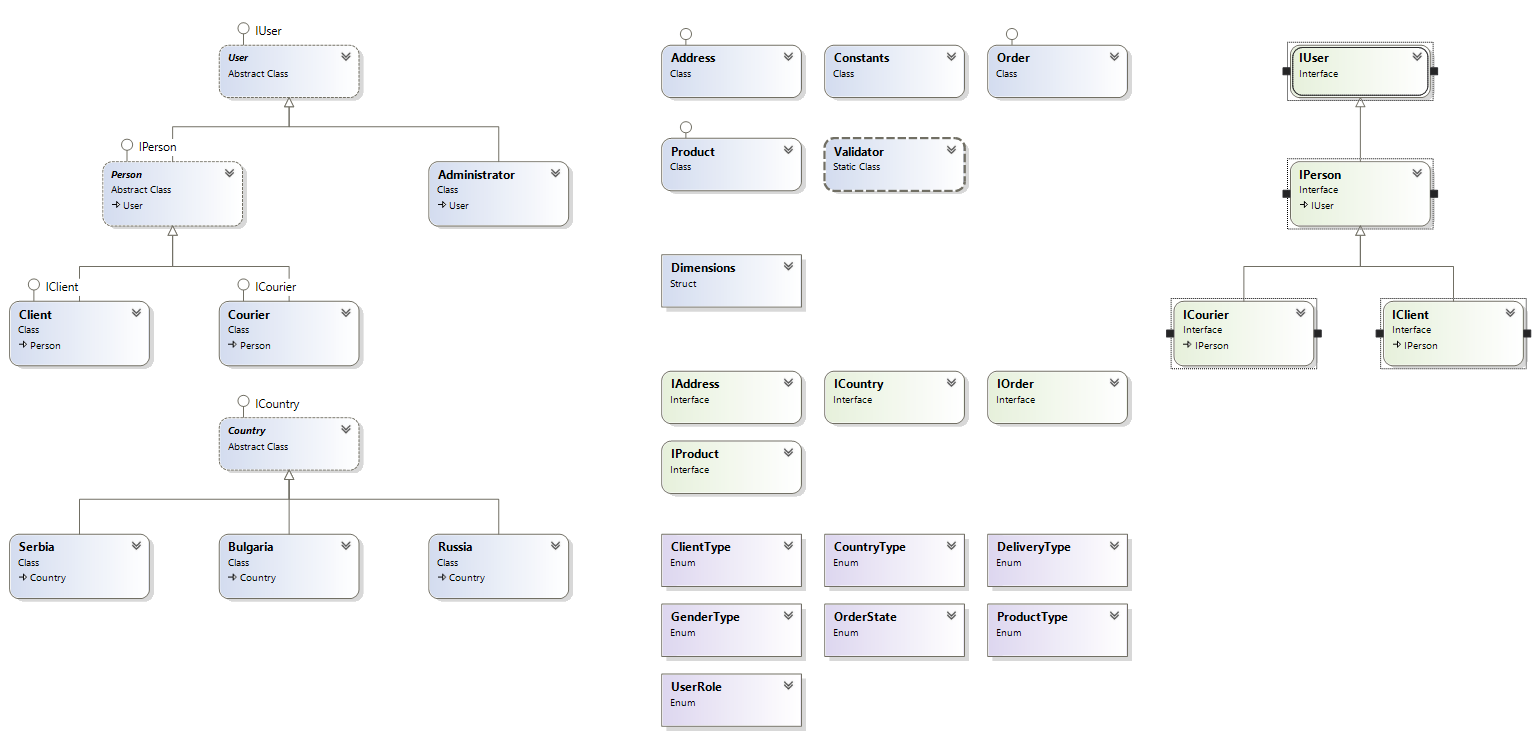 IUser
User
Abstract Class
IPerson
Person
Abstract Class
User
Administrator
Class
User
IClient
Client
Class
Person
ICourier
Courier
Class
Person
ICountry
Country
Abstract Class
Serbia
Class
Country
Bulgaria
Class
Country
Russia
Class
Country
Address
Class
Constants
Class
Order
Class
Product
Class
Validator
Static Class
Dimensions
Struct
IAddress
Interface
ICountry
Interface
IOrder
Interface
IProduct
Interface
ClientType
Enum
CountryType
Enum
DeliveryType
Enum
GenderType
Enum
OrderState
Enum
ProductType
Enum
UserRole
Enum
IUser
Interface
IPerson
Interface
IUser
ICourier
Interface
IPerson
IClient
Interface
IPerson